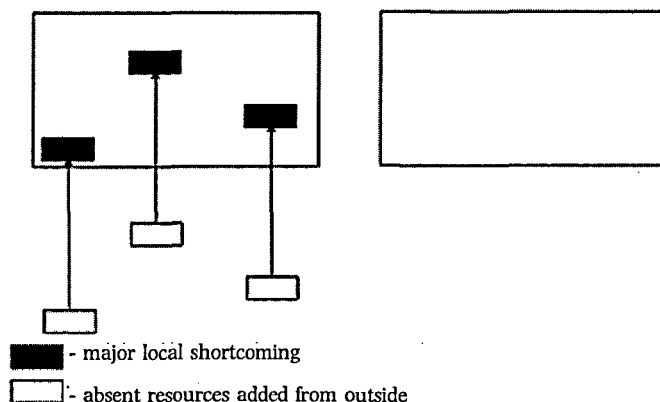 - major local shortcoming
- absent resources added from outside